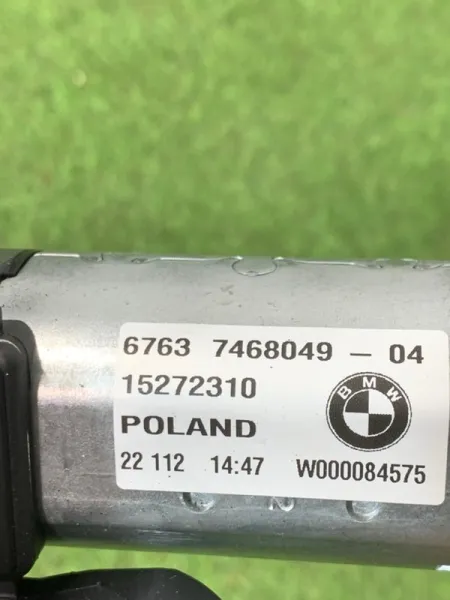 6763 7468049 - 04
15272310
BMW
POLAND
22 112 14:47 W000084575